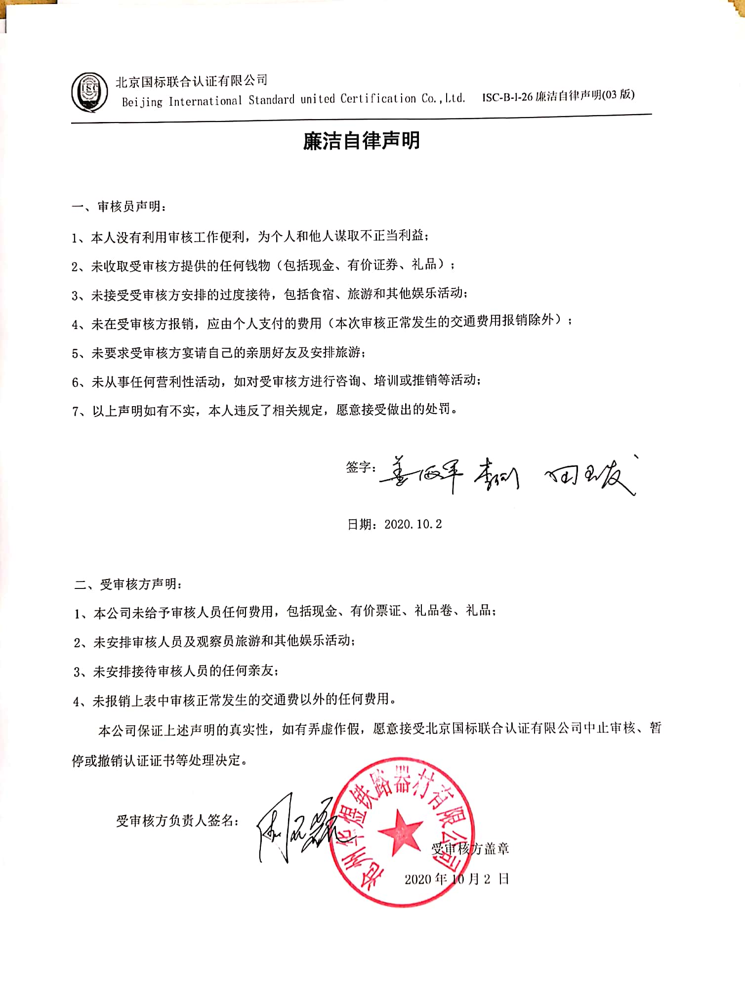 ISC
北京国标联合认证有限公司
Beijing International Standard united Certification Co.,Ltd. ISC-B-I-26 廉洁自律声明(03 版)
廉洁自律声明
一、审核员声明：
1、本人没有利用审核工作便利，为个人和他人谋取不正当利益；
2、未收取受审核方提供的任何钱物（包括现金、有价证券、礼品）；
3、未接受受审核方安排的过度接待，包括食宿、旅游和其他娱乐活动；
4、未在受审核方报销，应由个人支付的费用（本次审核正常发生的交通费用报销除外）；
5、未要求受审核方宴请自己的亲朋好友及安排旅游；
6、未从事任何营利性活动，如对受审核方进行咨询、培训或推销等活动；
7、以上声明如有不实，本人违反了相关规定，愿意接受做出的处罚。
签字：姜海军
日期：2020.10.2
二、受审核方声明：
1、本公司未给予审核人员任何费用，包括现金、有价票证、礼品卷、礼品；
2、未安排审核人员及观察员旅游和其他娱乐活动；
3、未安排接待审核人员的任何亲友；
4、未报销上表中审核正常发生的交通费以外的任何费用。
本公司保证上述声明的真实性，如有弄虚作假，愿意接受北京国标联合认证有限公司中止审核、暂
停或撤销认证证书等处理决定。
沧州华煜铁路器材有限公司
受审核方负责人签名：
受审核方盖章
2020 年 10 月 2 日